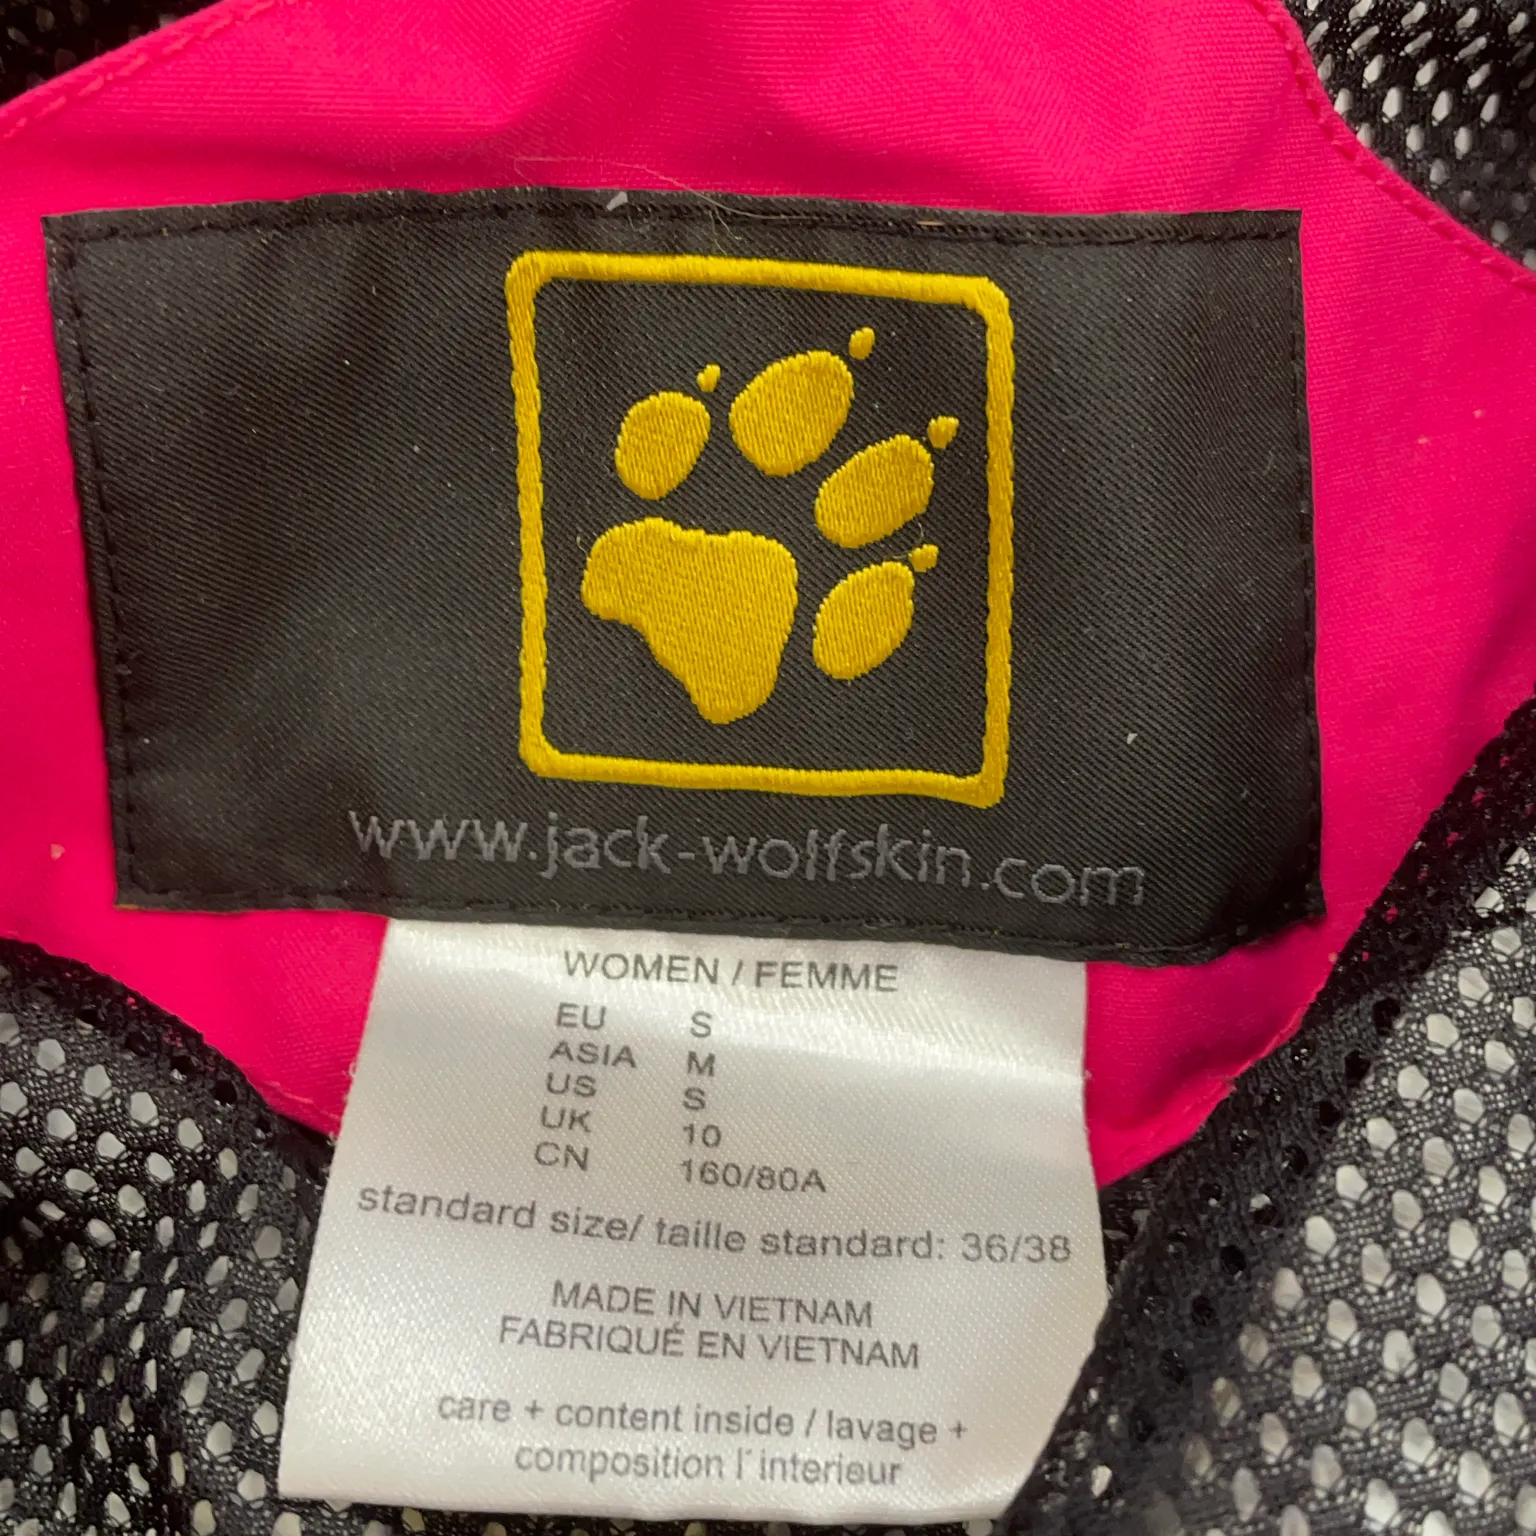 www.jack-wolfskin.com
WOMEN / FEMME
EU S
ASIA M
US S
UK 10
CN 160/80A
standard size/ taille standard: 36/38
MADE IN VIETNAM
FABRIQUÉ EN VIETNAM
care + content inside / lavage +
composition l´interieur